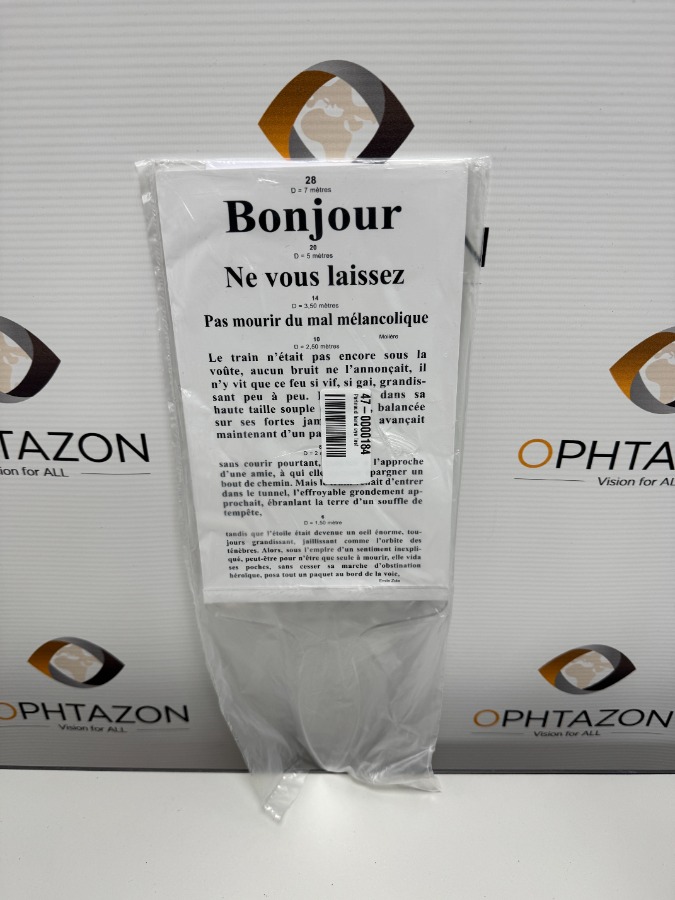 28
D = 7 mètres
Bonjour
20
D = 5 mètres
Ne vous laissez
14
D = 3,50 mètres
Pas mourir du mal mélancolique
Molière
10
D = 2,50 mètres
Le train n'était pas encore sous la
voûte, aucun bruit ne l'annonçait, il
n'y vit que ce feu si vif, si gai, grandis-
sant peu à peu. dans sa
haute taille souple balancée
sur ses fortes jam avançait
maintenant d'un pa
47 - 0000184
D = 2
sans courir pourtant, l'approche
d'une amie, à qui elle pargner un
bout de chemin. Mais le ait d'entrer
dans le tunnel, l'effroyable grondement ap-
prochait, ébranlant la terre d'un souffle de
tempête,
6
D = 1,50 mètre
tandis que l'étoile était devenue un oeil énorme, tou-
jours grandissant, jaillissant comme l'orbite des
ténèbres. Alors, sous l'empire d'un sentiment inexpli-
qué, peut-être pour n'être que seule à mourir, elle vida
ses poches, sans cesser sa marche d'obstination
héroïque, posa tout un paquet au bord de la voie,
Emile Zola
TAZON
ion for ALL
OPHTA
Vision for AL
OPHTAZON
Vision for ALL
OPHTAZON
Vision for ALL